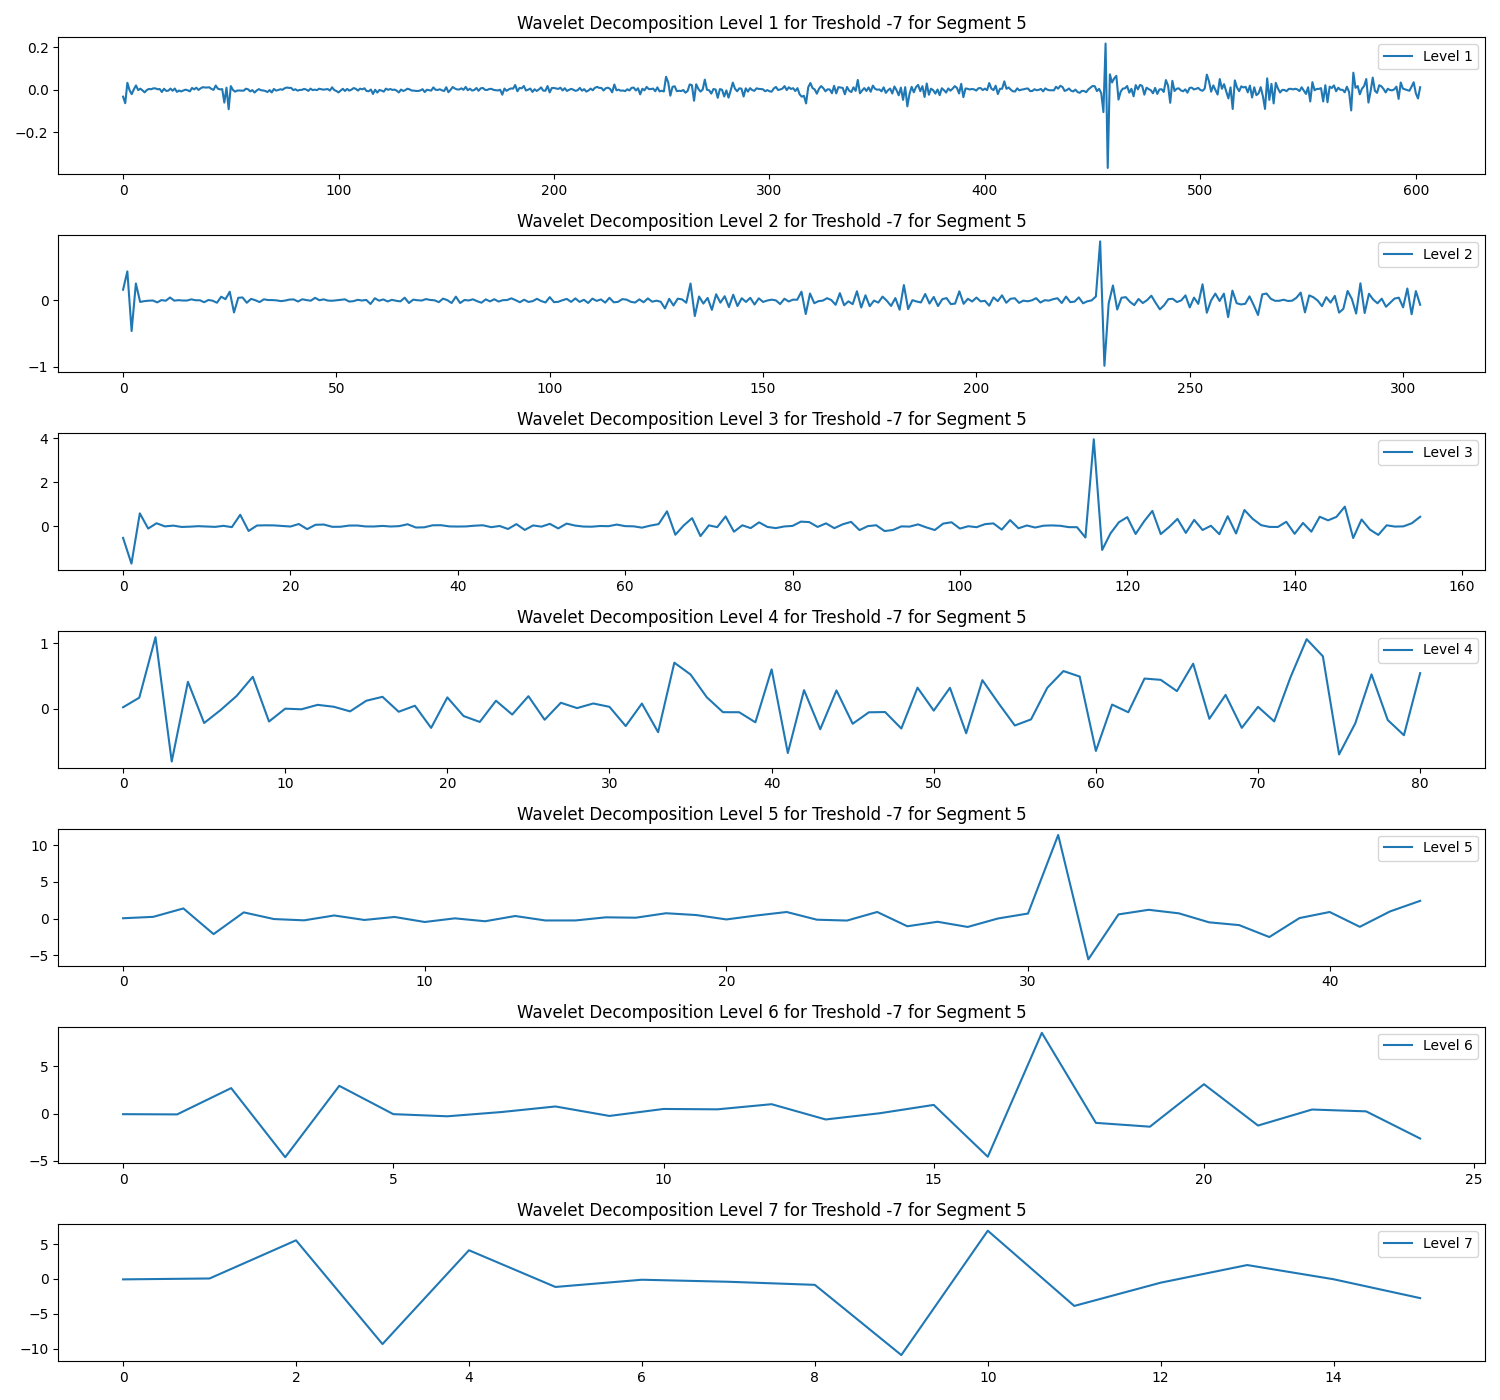 Wavelet Decomposition Level 1 for Treshold -7 for Segment 5
0.2
0.0
−0.2
Level 1
0 100 200 300 400 500 600
Wavelet Decomposition Level 2 for Treshold -7 for Segment 5
0
−1
Level 2
0 50 100 150 200 250 300
Wavelet Decomposition Level 3 for Treshold -7 for Segment 5
4
2
0
Level 3
0 20 40 60 80 100 120 140 160
Wavelet Decomposition Level 4 for Treshold -7 for Segment 5
1
0
Level 4
0 10 20 30 40 50 60 70 80
Wavelet Decomposition Level 5 for Treshold -7 for Segment 5
10
5
0
−5
Level 5
0 10 20 30 40
Wavelet Decomposition Level 6 for Treshold -7 for Segment 5
5
0
−5
Level 6
0 5 10 15 20 25
Wavelet Decomposition Level 7 for Treshold -7 for Segment 5
5
0
−5
−10
Level 7
0 2 4 6 8 10 12 14